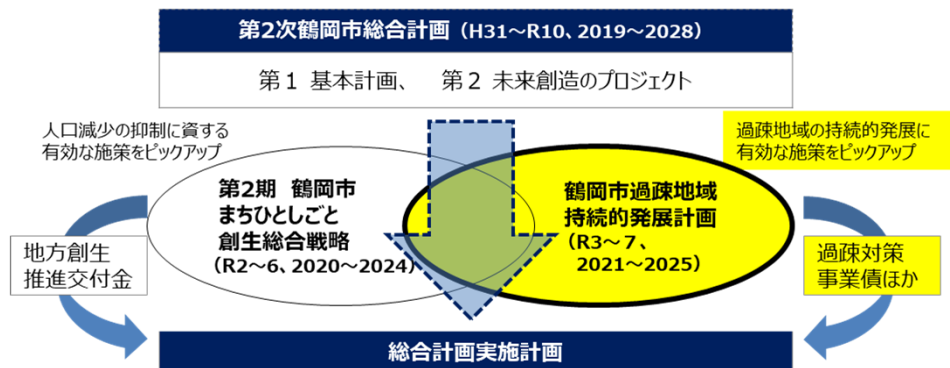 第2次鶴岡市総合計画（H31～R10、2019～2028）
第１ 基本計画、　第２ 未来創造のプロジェクト
人口減少の抑制に資する
有効な施策をピックアップ
過疎地域の持続的発展に
有効な施策をピックアップ
第2期 鶴岡市
まちひとしごと
創生総合戦略
（R2～6、2020～2024）
鶴岡市過疎地域
持続的発展計画
（R3～７、
2021～2025）
地方創生
推進交付金
過疎対策
事業債ほか
総合計画実施計画